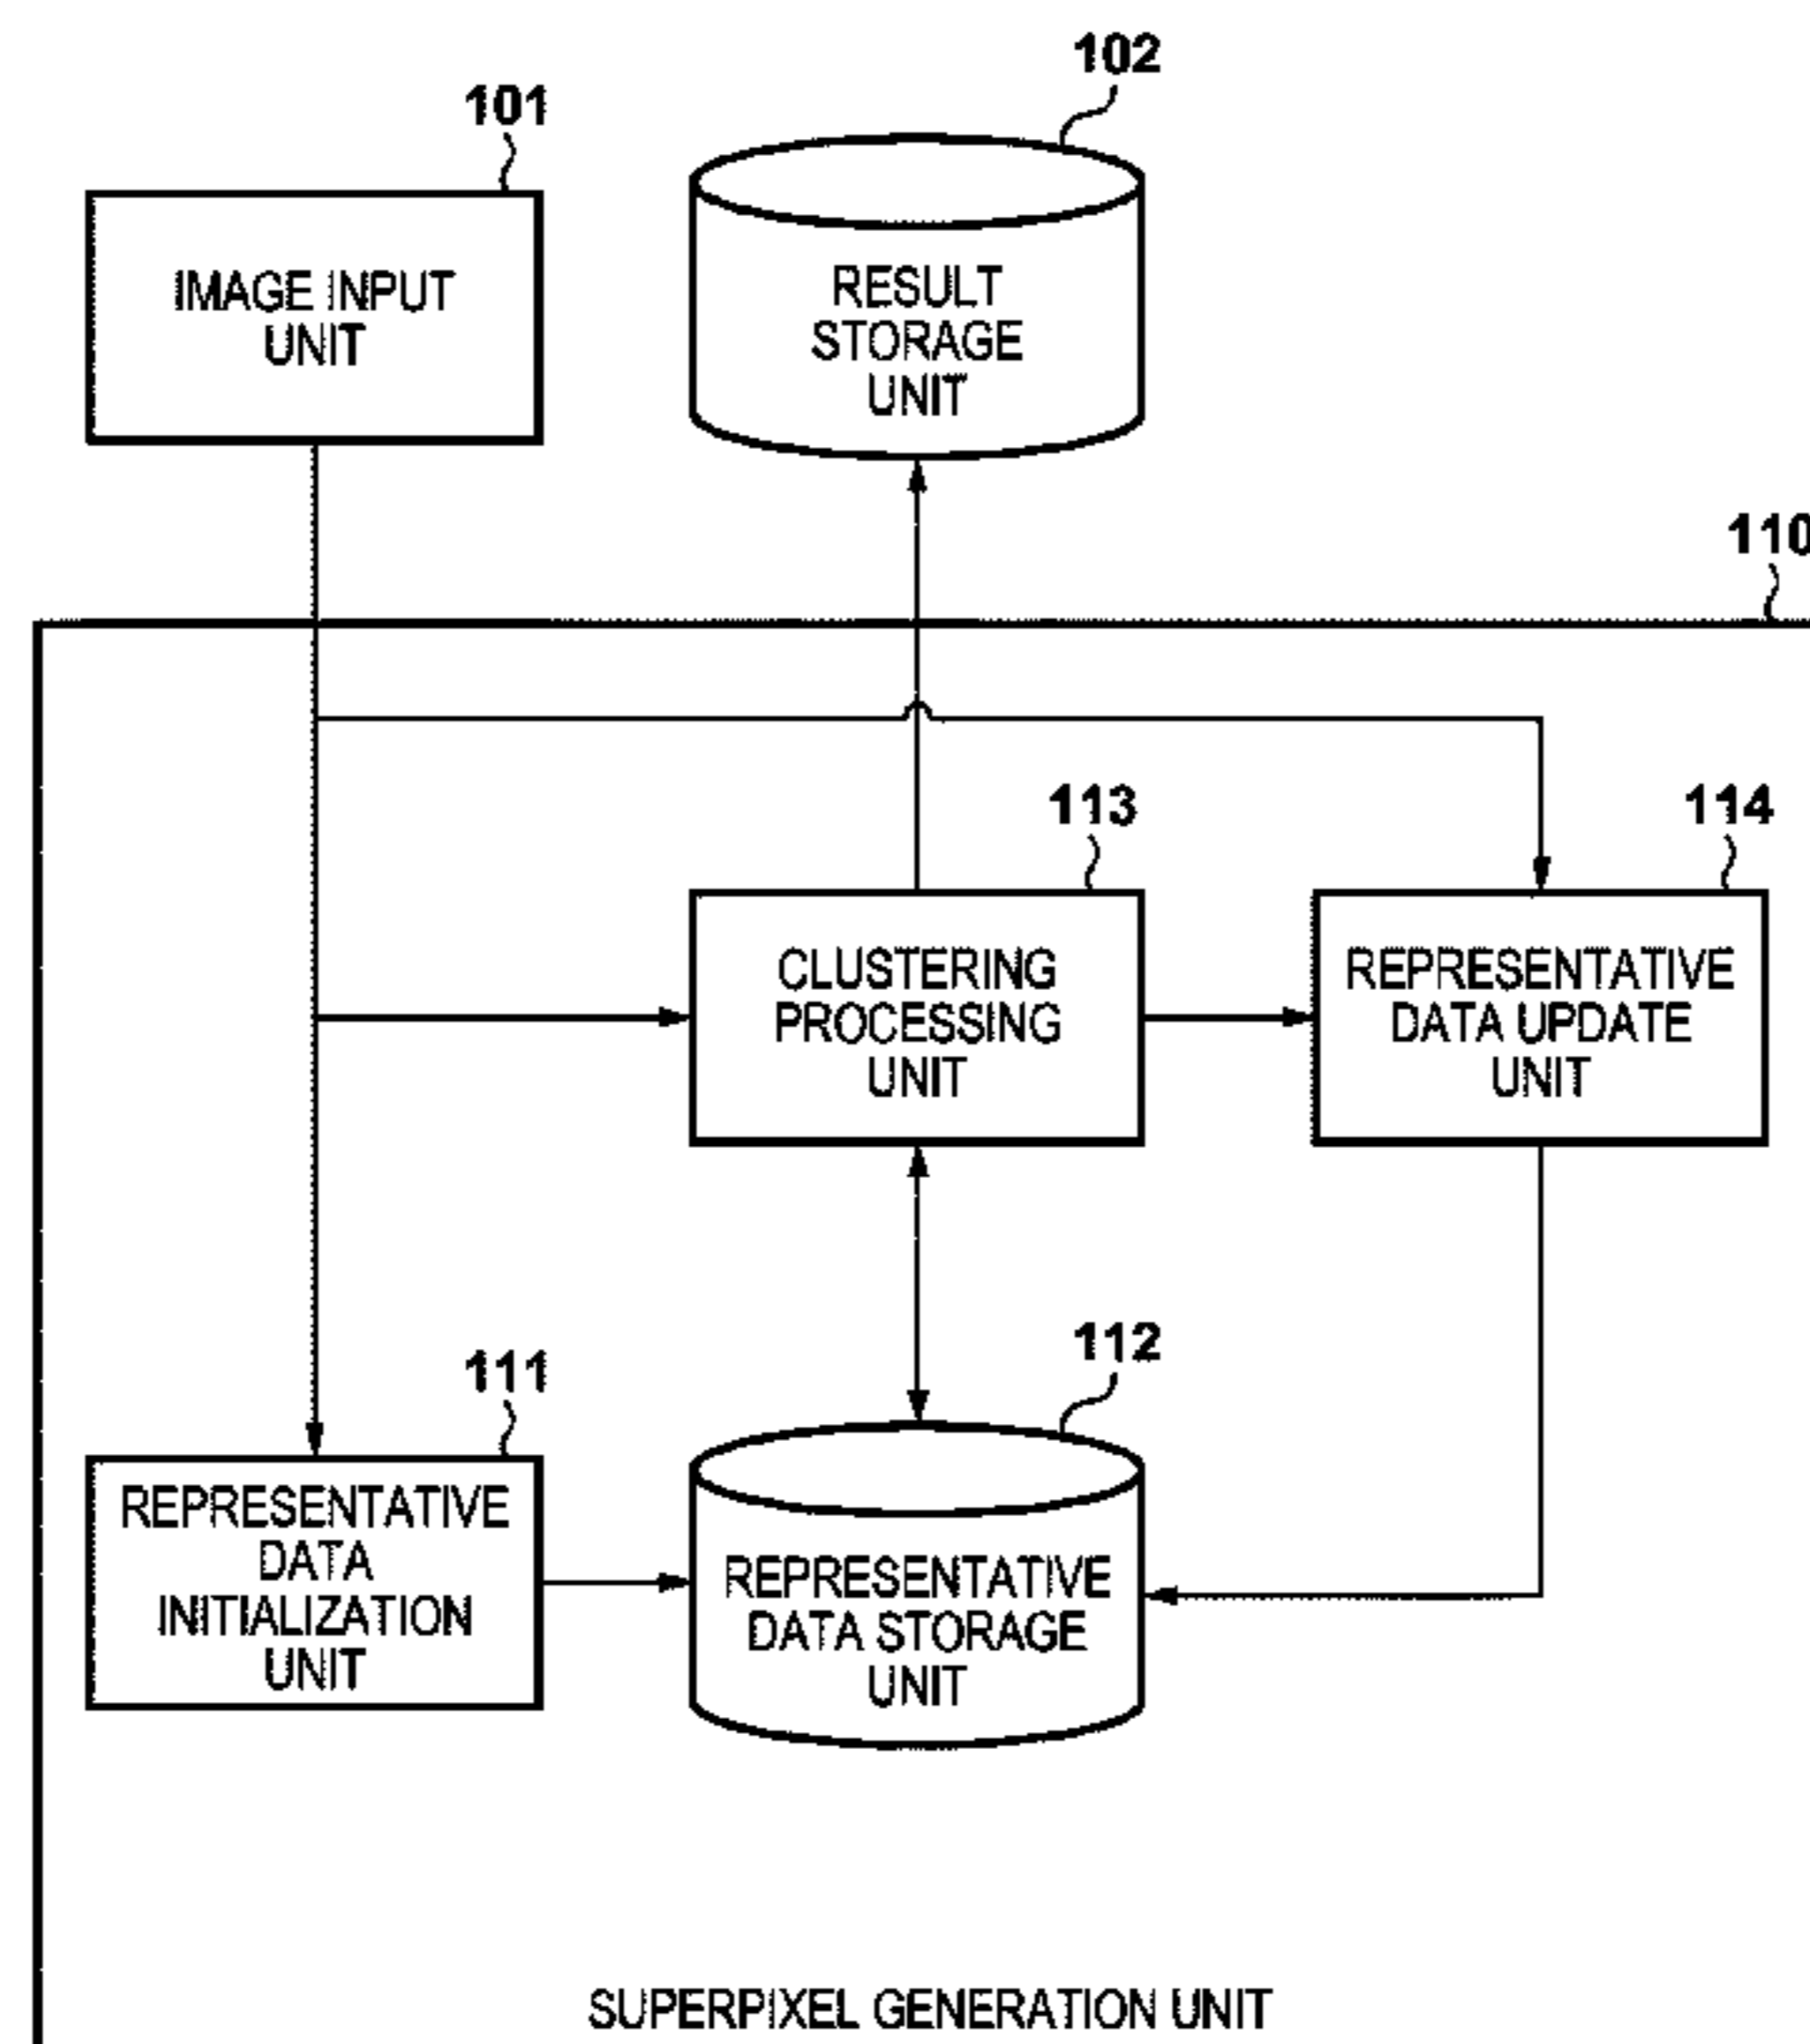 102
101
IMAGE INPUT
UNIT
RESULT
STORAGE
UNIT
110
113
114
CLUSTERING
PROCESSING
UNIT
REPRESENTATIVE
DATA UPDATE
UNIT
112
111
REPRESENTATIVE
DATA
INITIALIZATION
UNIT
REPRESENTATIVE
DATA STORAGE
UNIT
SUPERPIXEL GENERATION UNIT